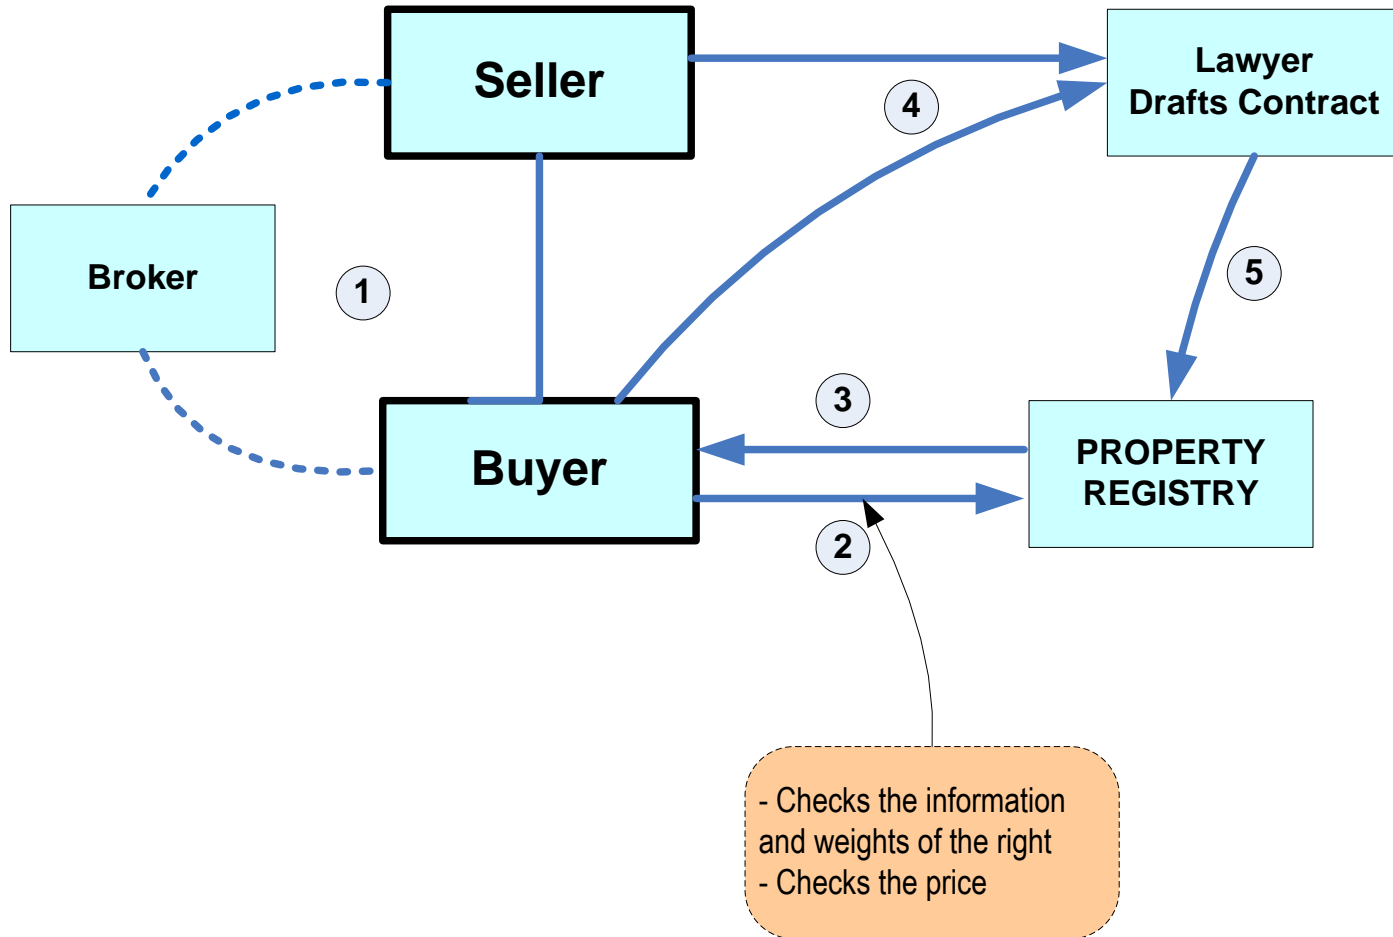 Seller
Lawyer
Drafts Contract
4
Broker
1
5
3
Buyer
PROPERTY
REGISTRY
2
- Checks the information
and weights of the right
- Checks the price